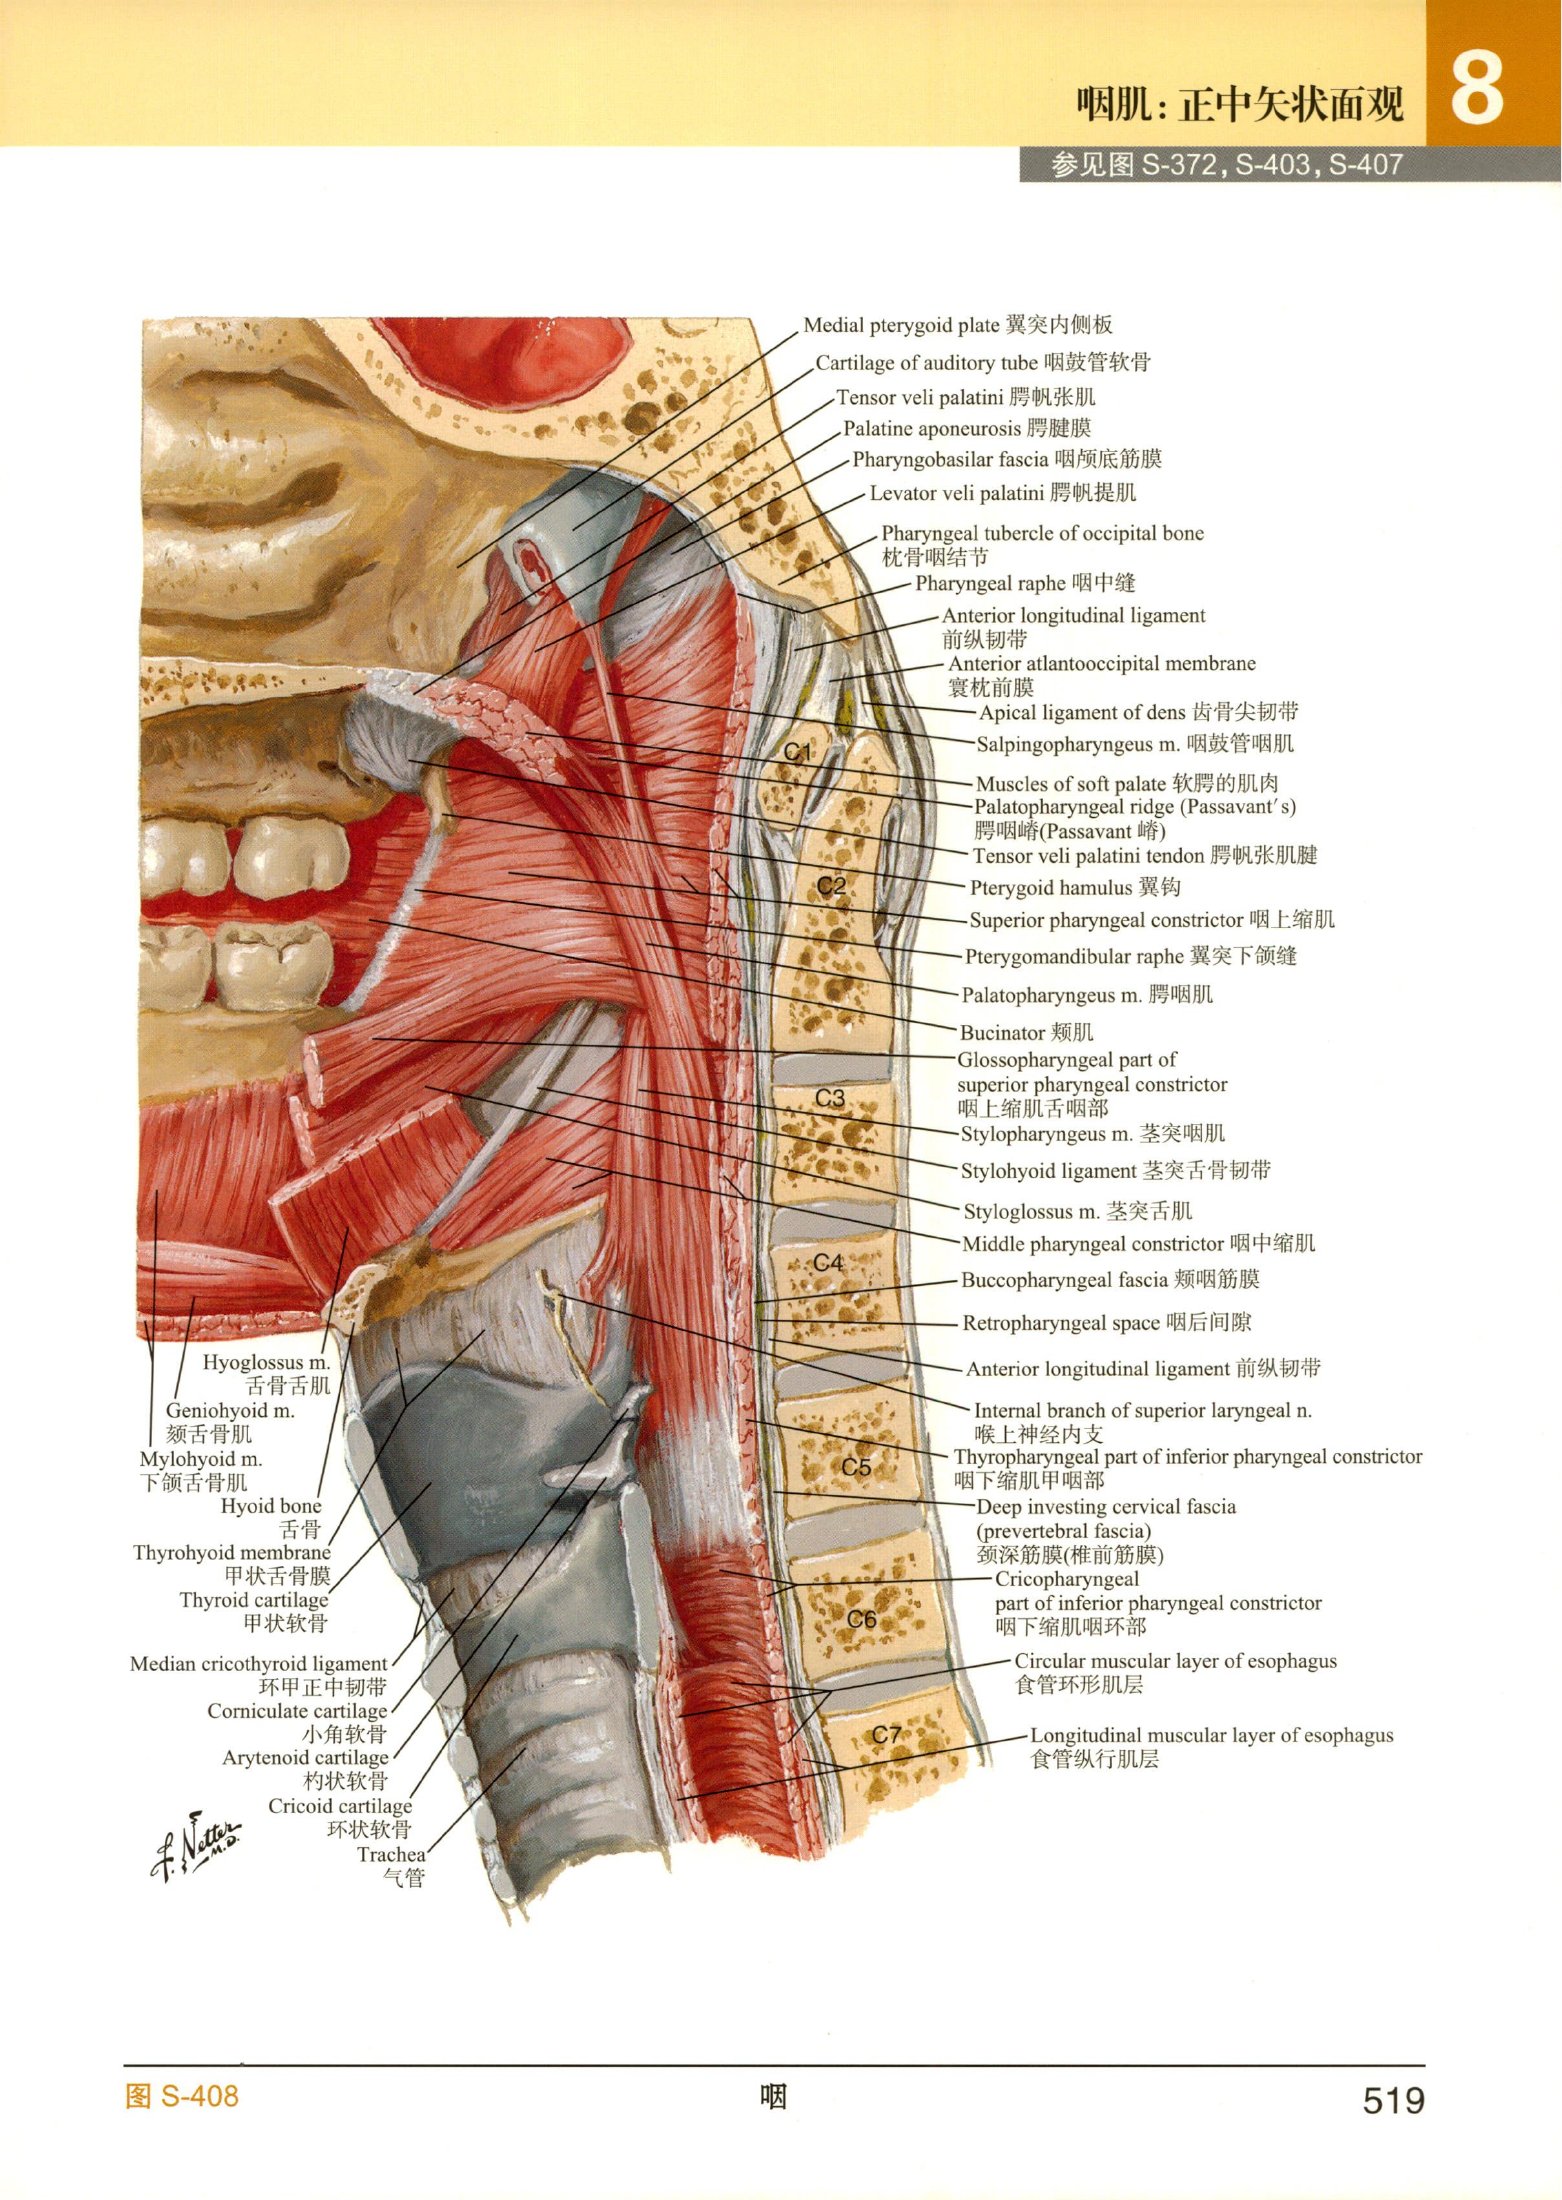 咽肌：正中矢状面观
8
参见图 S-372, S-403, S-407
Medial pterygoid plate 翼突内侧板
Cartilage of auditory tube 咽鼓管软骨
Tensor veli palatini 腭帆张肌
Palatine aponeurosis 腭腱膜
Pharyngobasilar fascia 咽颅底筋膜
Levator veli palatini 腭帆提肌
Pharyngeal tubercle of occipital bone
枕骨咽结节
Pharyngeal raphe 咽中缝
Anterior longitudinal ligament
前纵韧带
Anterior atlantooccipital membrane
寰枕前膜
Apical ligament of dens 齿骨尖韧带
Salpingopharyngeus m. 咽鼓管咽肌
Muscles of soft palate 软腭的肌肉
Palatopharyngeal ridge (Passavant's)
腭咽嵴(Passavant 嵴)
Tensor veli palatini tendon 腭帆张肌腱
Pterygoid hamulus 翼钩
Superior pharyngeal constrictor 咽上缩肌
Pterygomandibular raphe 翼突下颌缝
Palatopharyngeus m. 腭咽肌
Bucinator 颊肌
Glossopharyngeal part of
superior pharyngeal constrictor
咽上缩肌舌咽部
Stylopharyngeus m. 茎突咽肌
Stylohyoid ligament 茎突舌骨韧带
Styloglossus m. 茎突舌肌
Middle pharyngeal constrictor 咽中缩肌
Buccopharyngeal fascia 颊咽筋膜
Retropharyngeal space 咽后间隙
Anterior longitudinal ligament 前纵韧带
Internal branch of superior laryngeal n.
喉上神经内支
Thyropharyngeal part of inferior pharyngeal constrictor
咽下缩肌甲咽部
Deep investing cervical fascia
(prevertebral fascia)
颈深筋膜(椎前筋膜)
Cricopharyngeal
part of inferior pharyngeal constrictor
咽下缩肌咽环部
Circular muscular layer of esophagus
食管环形肌层
Longitudinal muscular layer of esophagus
食管纵行肌层
C1
C2
C3
C4
C5
C6
C7
Hyoglossus m.
舌骨舌肌
Geniohyoid m.
颏舌骨肌
Mylohyoid m.
下颌舌骨肌
Hyoid bone
舌骨
Thyrohyoid membrane
甲状舌骨膜
Thyroid cartilage
甲状软骨
Median cricothyroid ligament
环甲正中韧带
Corniculate cartilage
小角软骨
Arytenoid cartilage
杓状软骨
Cricoid cartilage
环状软骨
Trachea
气管
F. Netter
M.D.
图 S-408
咽
519